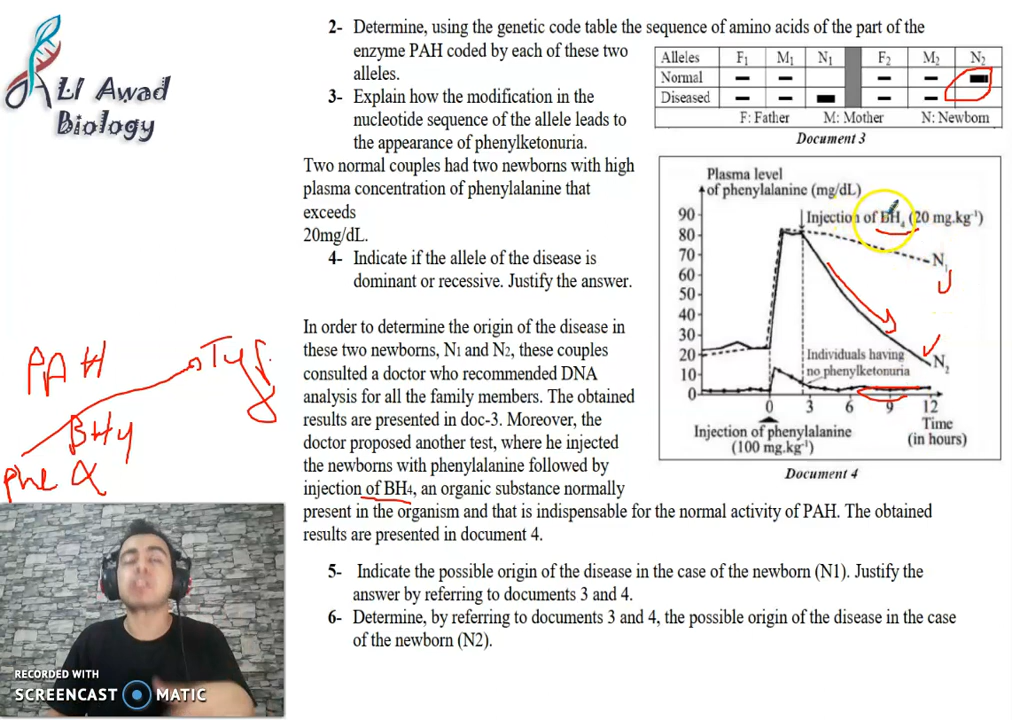 LI Awad
Biology
2- Determine, using the genetic code table the sequence of amino acids of the part of the
enzyme PAH coded by each of these two
alleles.
3- Explain how the modification in the
nucleotide sequence of the allele leads to
the appearance of phenylketonuria.
Two normal couples had two newborns with high
plasma concentration of phenylalanine that
exceeds
20mg/dL.
4- Indicate if the allele of the disease is
dominant or recessive. Justify the answer.
In order to determine the origin of the disease in
these two newborns, N1 and N2, these couples
consulted a doctor who recommended DNA
analysis for all the family members. The obtained
results are presented in doc-3. Moreover, the
doctor proposed another test, where he injected
the newborns with phenylalanine followed by
injection of BH4, an organic substance normally
present in the organism and that is indispensable for the normal activity of PAH. The obtained
results are presented in document 4.
5- Indicate the possible origin of the disease in the case of the newborn (N1). Justify the
answer by referring to documents 3 and 4.
6- Determine, by referring to documents 3 and 4, the possible origin of the disease in the case
of the newborn (N2).
Alleles F1 M1 N1 F2 M2 N2
Normal
Diseased
F: Father M: Mother N: Newborn
Document 3
Plasma level
of phenylalanine (mg/dL)
Injection of BH4 (20 mg.kg-1)
90
80
70
60
50
40
30
20
10
0
N1
N2
Individuals having
no phenylketonuria
0 3 6 9 12
Time
(in hours)
Injection of phenylalanine
(100 mg.kg-1)
Document 4
PAH
BH4
Phe
RECORDED WITH
SCREENCAST MATIC